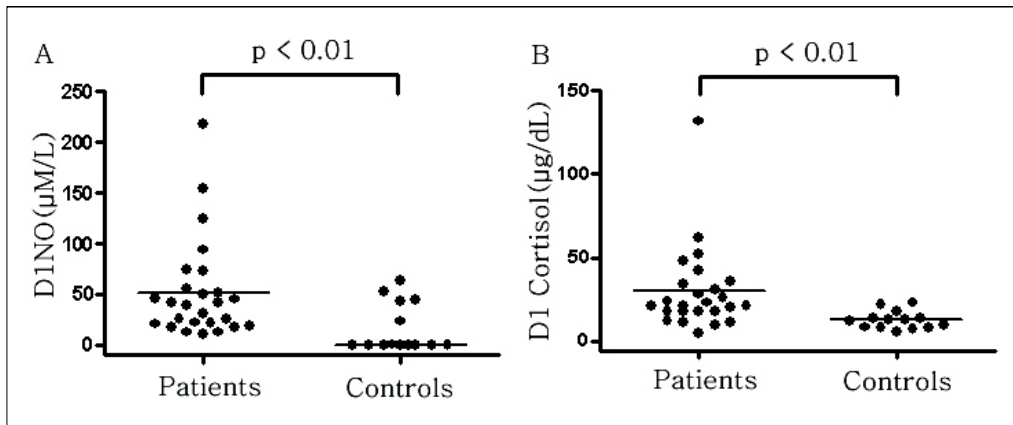 A
p < 0.01
D1NO(µM/L)
250
200
150
100
50
0
Patients
Controls
B
p < 0.01
D1 Cortisol(µg/dL)
150
100
50
0
Patients
Controls